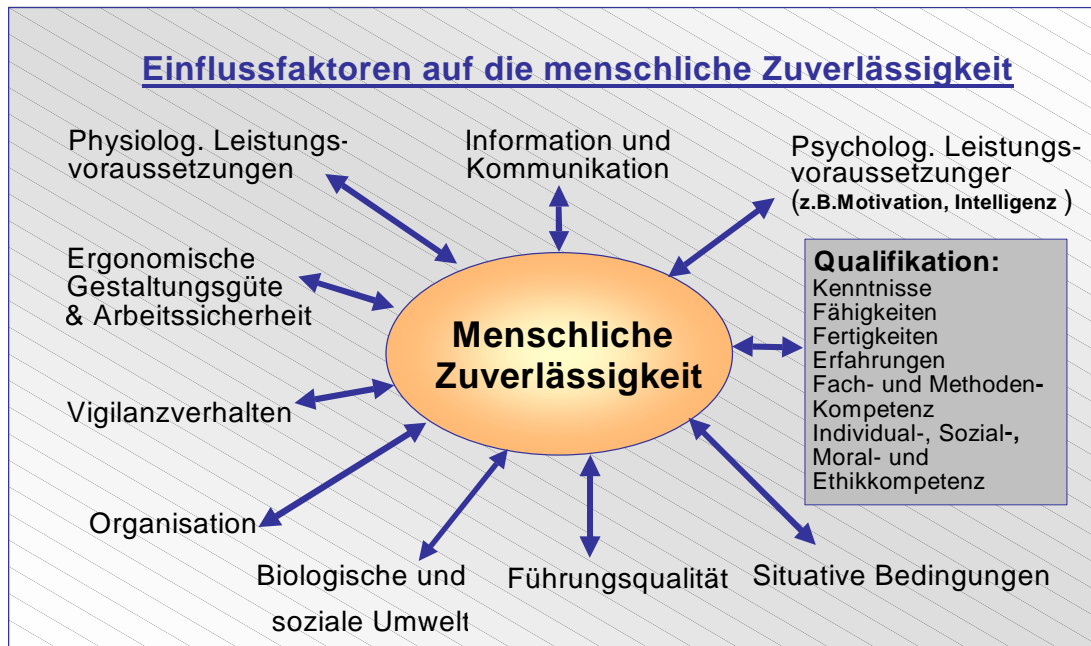 Einflussfaktoren auf die menschliche Zuverlässigkeit
Physiolog. Leistungs-
voraussetzungen
Information und
Kommunikation
Psycholog. Leistungs-
voraussetzunger
(z.B.Motivation, Intelligenz )
Ergonomische
Gestaltungsgüte
& Arbeitssicherheit
Menschliche
Zuverlässigkeit
Qualifikation:
Kenntnisse
Fähigkeiten
Fertigkeiten
Erfahrungen
Fach- und Methoden-
Kompetenz
Individual-, Sozial-,
Moral- und
Ethikkompetenz
Vigilanzverhalten
Organisation
Biologische und
soziale Umwelt
Führungsqualität
Situative Bedingungen